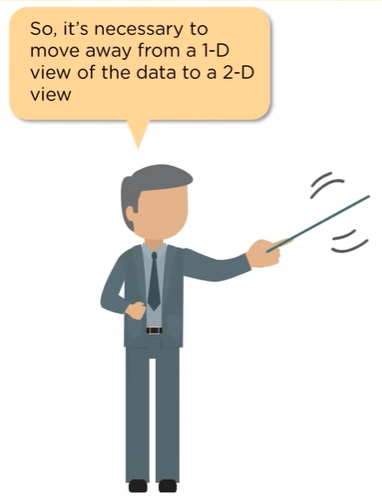 So, it's necessary to
move away from a 1-D
view of the data to a 2-D
view